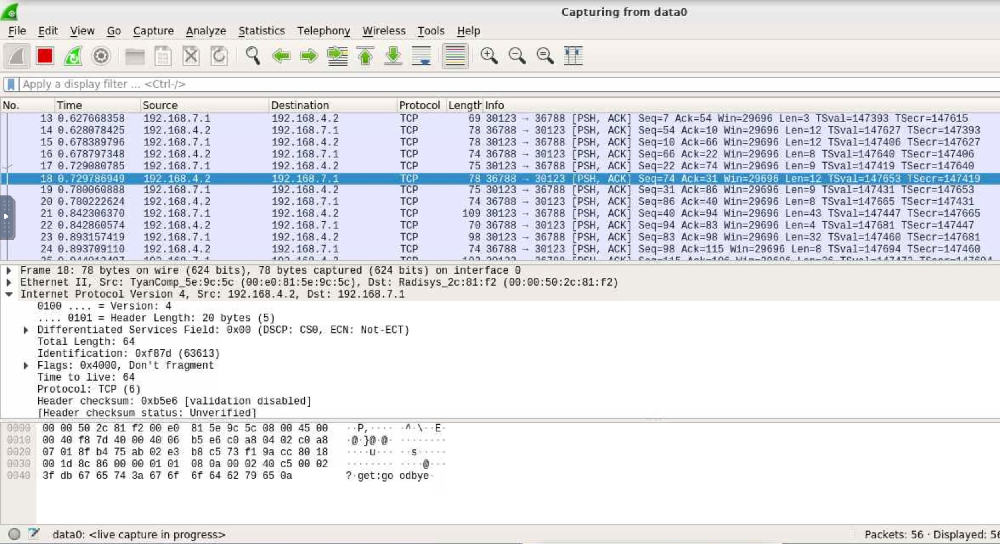 Capturing from data0
File Edit View Go Capture Analyze Statistics Telephony Wireless Tools Help
Apply a display filter ... <Ctrl-/>
No. Time Source Destination Protocol Length Info
13 0.627668358 192.168.7.1 192.168.4.2 TCP 69 30123 → 36788 [PSH, ACK] Seq=7 Ack=54 Win=29696 Len=3 TSval=147393 TSecr=147615
14 0.628078425 192.168.4.2 192.168.7.1 TCP 78 36788 → 30123 [PSH, ACK] Seq=54 Ack=10 Win=29696 Len=12 TSval=147627 TSecr=147393
15 0.678389796 192.168.7.1 192.168.4.2 TCP 78 30123 → 36788 [PSH, ACK] Seq=10 Ack=66 Win=29696 Len=12 TSval=147406 TSecr=147627
16 0.678797348 192.168.4.2 192.168.7.1 TCP 74 36788 → 30123 [PSH, ACK] Seq=66 Ack=22 Win=29696 Len=8 TSval=147640 TSecr=147406
17 0.729080785 192.168.7.1 192.168.4.2 TCP 75 30123 → 36788 [PSH, ACK] Seq=22 Ack=74 Win=29696 Len=9 TSval=147419 TSecr=147640
18 0.729786949 192.168.4.2 192.168.7.1 TCP 78 36788 → 30123 [PSH, ACK] Seq=74 Ack=31 Win=29696 Len=12 TSval=147653 TSecr=147419
19 0.780060888 192.168.7.1 192.168.4.2 TCP 75 30123 → 36788 [PSH, ACK] Seq=31 Ack=86 Win=29696 Len=9 TSval=147431 TSecr=147653
20 0.780222624 192.168.4.2 192.168.7.1 TCP 74 36788 → 30123 [PSH, ACK] Seq=86 Ack=40 Win=29696 Len=8 TSval=147665 TSecr=147431
21 0.842306370 192.168.7.1 192.168.4.2 TCP 109 30123 → 36788 [PSH, ACK] Seq=40 Ack=94 Win=29696 Len=43 TSval=147447 TSecr=147665
22 0.842860574 192.168.4.2 192.168.7.1 TCP 70 36788 → 30123 [PSH, ACK] Seq=94 Ack=83 Win=29696 Len=4 TSval=147681 TSecr=147447
23 0.893157419 192.168.7.1 192.168.4.2 TCP 98 30123 → 36788 [PSH, ACK] Seq=83 Ack=98 Win=29696 Len=32 TSval=147460 TSecr=147681
24 0.893709110 192.168.4.2 192.168.7.1 TCP 74 36788 → 30123 [PSH, ACK] Seq=98 Ack=115 Win=29696 Len=8 TSval=147694 TSecr=147460
Frame 18: 78 bytes on wire (624 bits), 78 bytes captured (624 bits) on interface 0
Ethernet II, Src: TyanComp_5e:9c:5c (00:e0:81:5e:9c:5c), Dst: Radisys_2c:81:f2 (00:00:50:2c:81:f2)
Internet Protocol Version 4, Src: 192.168.4.2, Dst: 192.168.7.1
0100 .... = Version: 4
.... 0101 = Header Length: 20 bytes (5)
Differentiated Services Field: 0x00 (DSCP: CS0, ECN: Not-ECT)
Total Length: 64
Identification: 0xf87d (63613)
Flags: 0x4000, Don't fragment
Time to live: 64
Protocol: TCP (6)
Header checksum: 0xb5e6 [validation disabled]
[Header checksum status: Unverified]
0000 00 00 50 2c 81 f2 00 e0 81 5e 9c 5c 08 00 45 00 ··P,···· ·^·\··E·
0010 00 40 f8 7d 40 00 40 06 b5 e6 c0 a8 04 02 c0 a8 ·@·}@·@· ········
0020 07 01 8f b4 75 ab 02 e3 b8 c5 73 f1 9a cc 80 18 ····u··· ··s·····
0030 00 1d 8c 86 00 00 01 01 08 0a 00 02 40 c5 00 02 ········ ····@···
0040 3f db 67 65 74 3a 67 6f 6f 64 62 79 65 0a ?·get:go odbye·
data0: <live capture in progress>
Packets: 56 · Displayed: 56